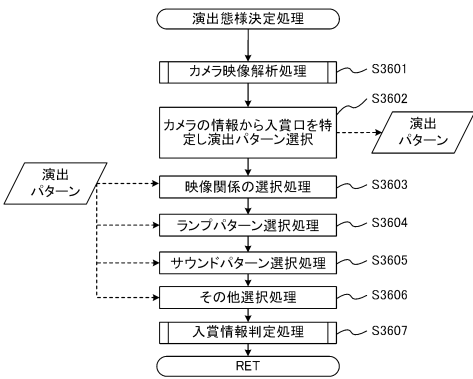 演出態様決定処理
カメラ映像解析処理
S3601
S3602
カメラの情報から入賞口を特
定し演出パターン選択
演出
パターン
演出
パターン
映像関係の選択処理
S3603
ランプパターン選択処理
S3604
サウンドパターン選択処理
S3605
その他選択処理
S3606
入賞情報判定処理
S3607
RET